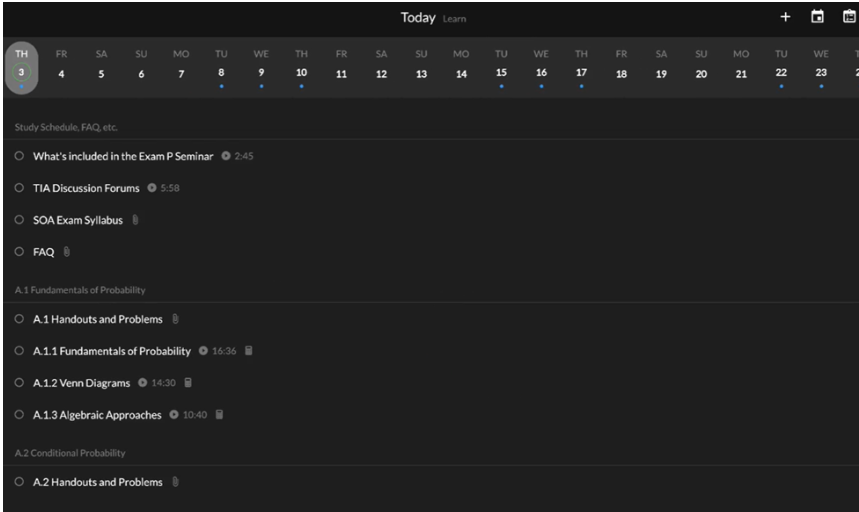 Today Learn
TH FR SA SU MO TU WE TH FR SA SU MO TU WE TH FR SA SU MO TU WE
3 4 5 6 7 8 9 10 11 12 13 14 15 16 17 18 19 20 21 22 23
Study Schedule, FAQ, etc.
What's included in the Exam P Seminar 2:45
TIA Discussion Forums 5:58
SOA Exam Syllabus
FAQ
A.1 Fundamentals of Probability
A.1 Handouts and Problems
A.1.1 Fundamentals of Probability 16:36
A.1.2 Venn Diagrams 14:30
A.1.3 Algebraic Approaches 10:40
A.2 Conditional Probability
A.2 Handouts and Problems